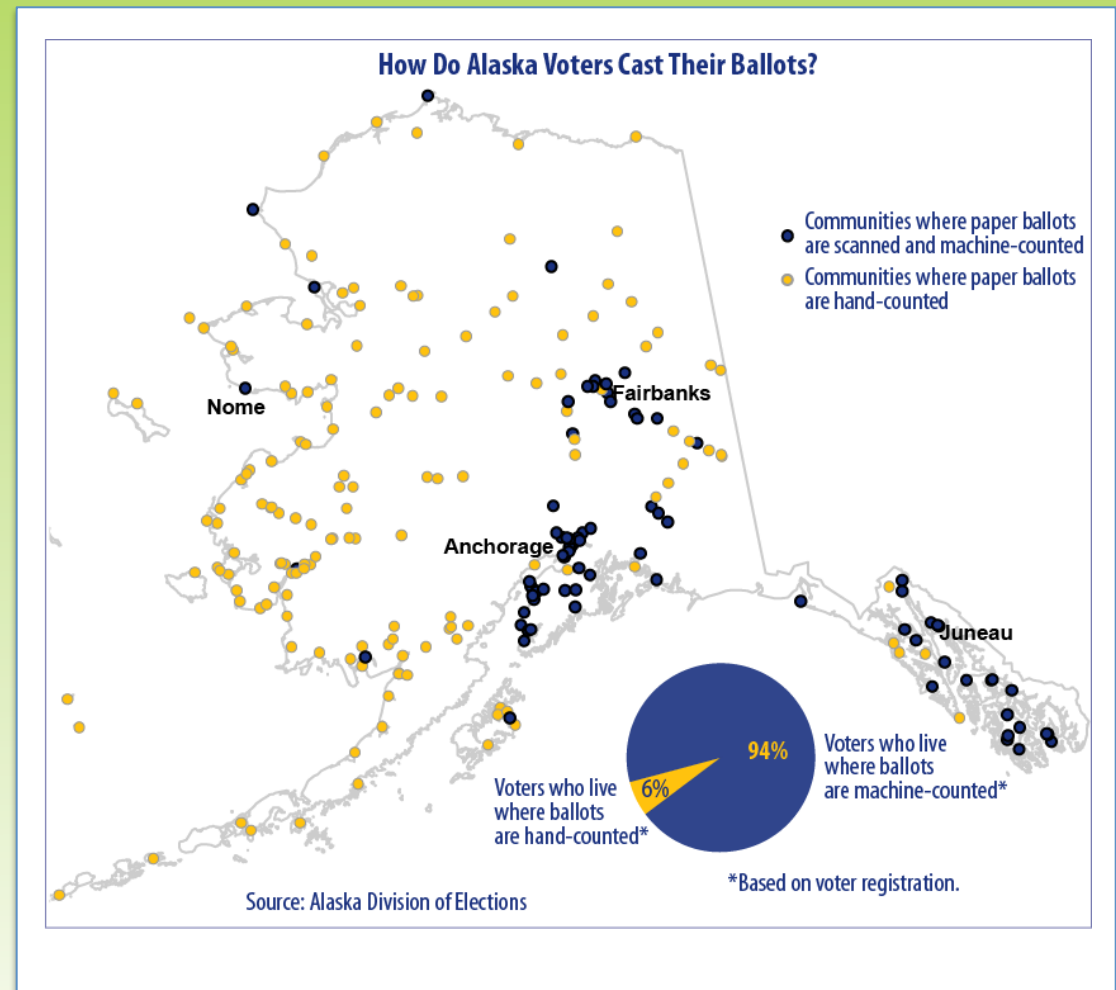 How Do Alaska Voters Cast Their Ballots?
Communities where paper ballots
are scanned and machine-counted
Communities where paper ballots
are hand-counted
Nome
Fairbanks
Anchorage
Juneau
94%
6%
Voters who live
where ballots
are machine-counted*
Voters who live
where ballots
are hand-counted*
*Based on voter registration.
Source: Alaska Division of Elections